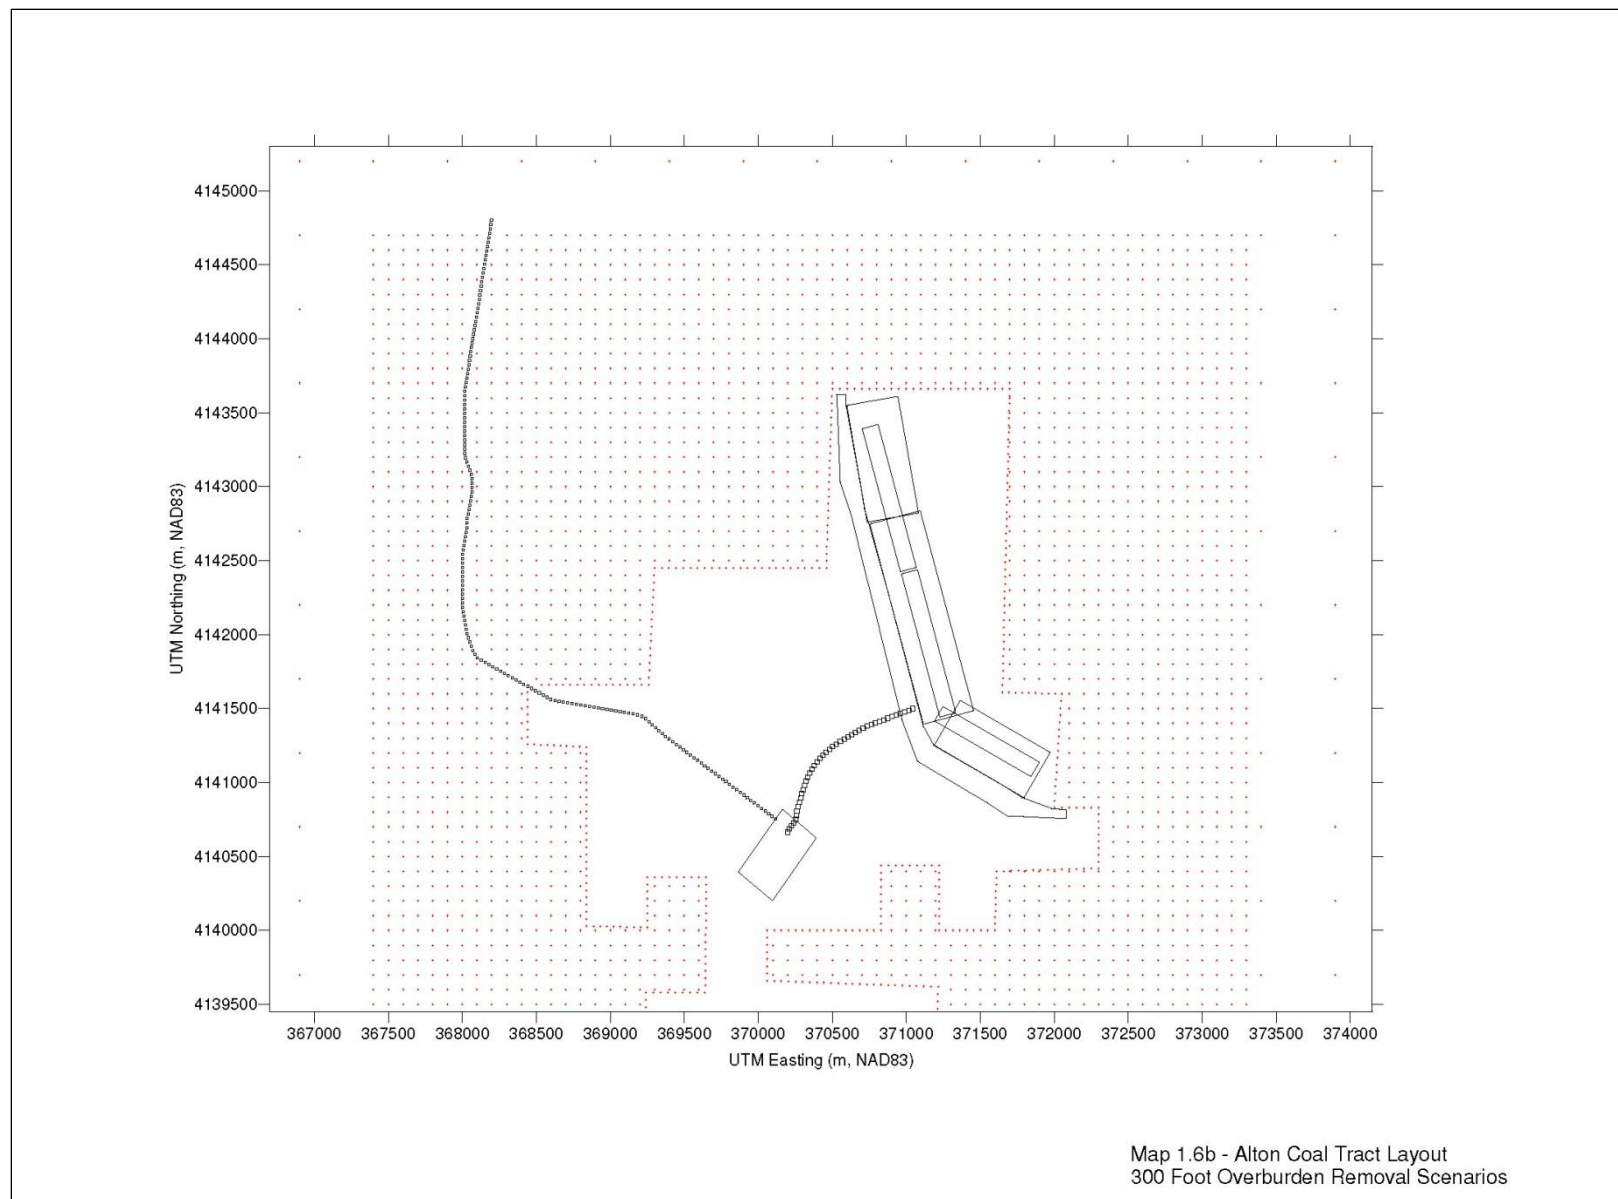 4145000
4144500
4144000
4143500
4143000
4142500
4142000
4141500
4141000
4140500
4140000
4139500
UTM Northing (m, NAD83)
367000 367500 368000 368500 369000 369500 370000 370500 371000 371500 372000 372500 373000 373500 374000
UTM Easting (m, NAD83)
Map 1.6b - Alton Coal Tract Layout
300 Foot Overburden Removal Scenarios